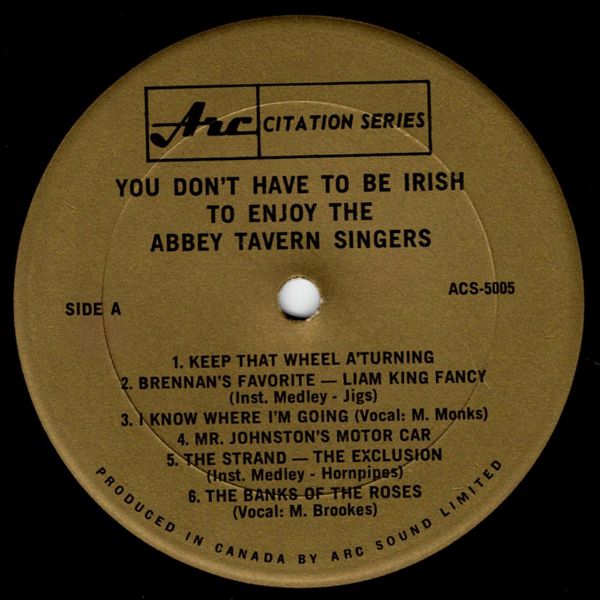 Arc CITATION SERIES
YOU DON'T HAVE TO BE IRISH
TO ENJOY THE
ABBEY TAVERN SINGERS
SIDE A
ACS-5005
1. KEEP THAT WHEEL A'TURNING
2. BRENNAN'S FAVORITE — LIAM KING FANCY
(Inst. Medley - Jigs)
3. I KNOW WHERE I'M GOING (Vocal: M. Monks)
4. MR. JOHNSTON'S MOTOR CAR
5. THE STRAND — THE EXCLUSION
(Inst. Medley - Hornpipes)
6. THE BANKS OF THE ROSES
(Vocal: M. Brookes)
PRODUCED IN CANADA BY ARC SOUND LIMITED